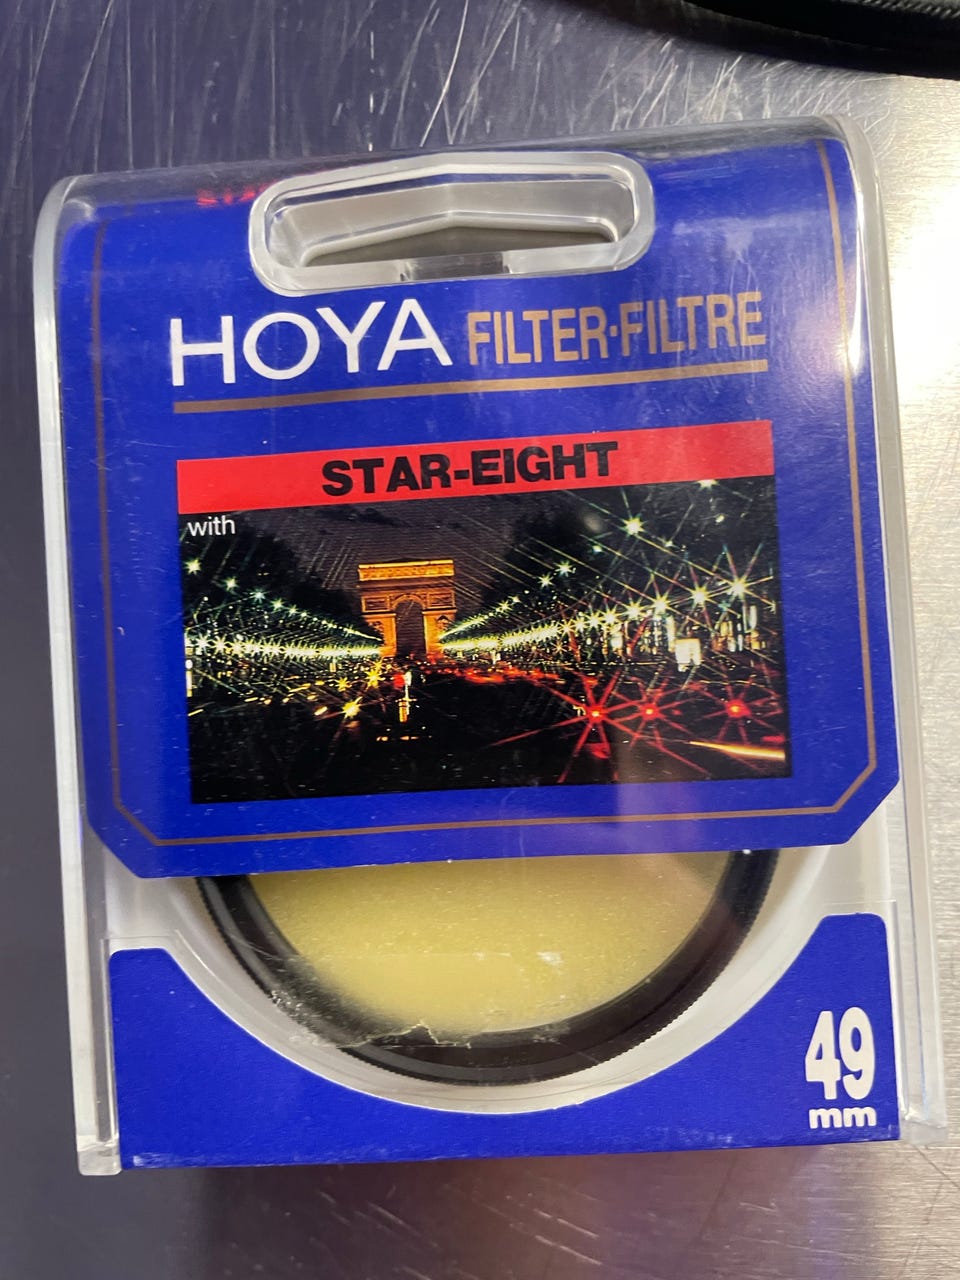 HOYA FILTER·FILTRE
STAR-EIGHT
with
49
mm